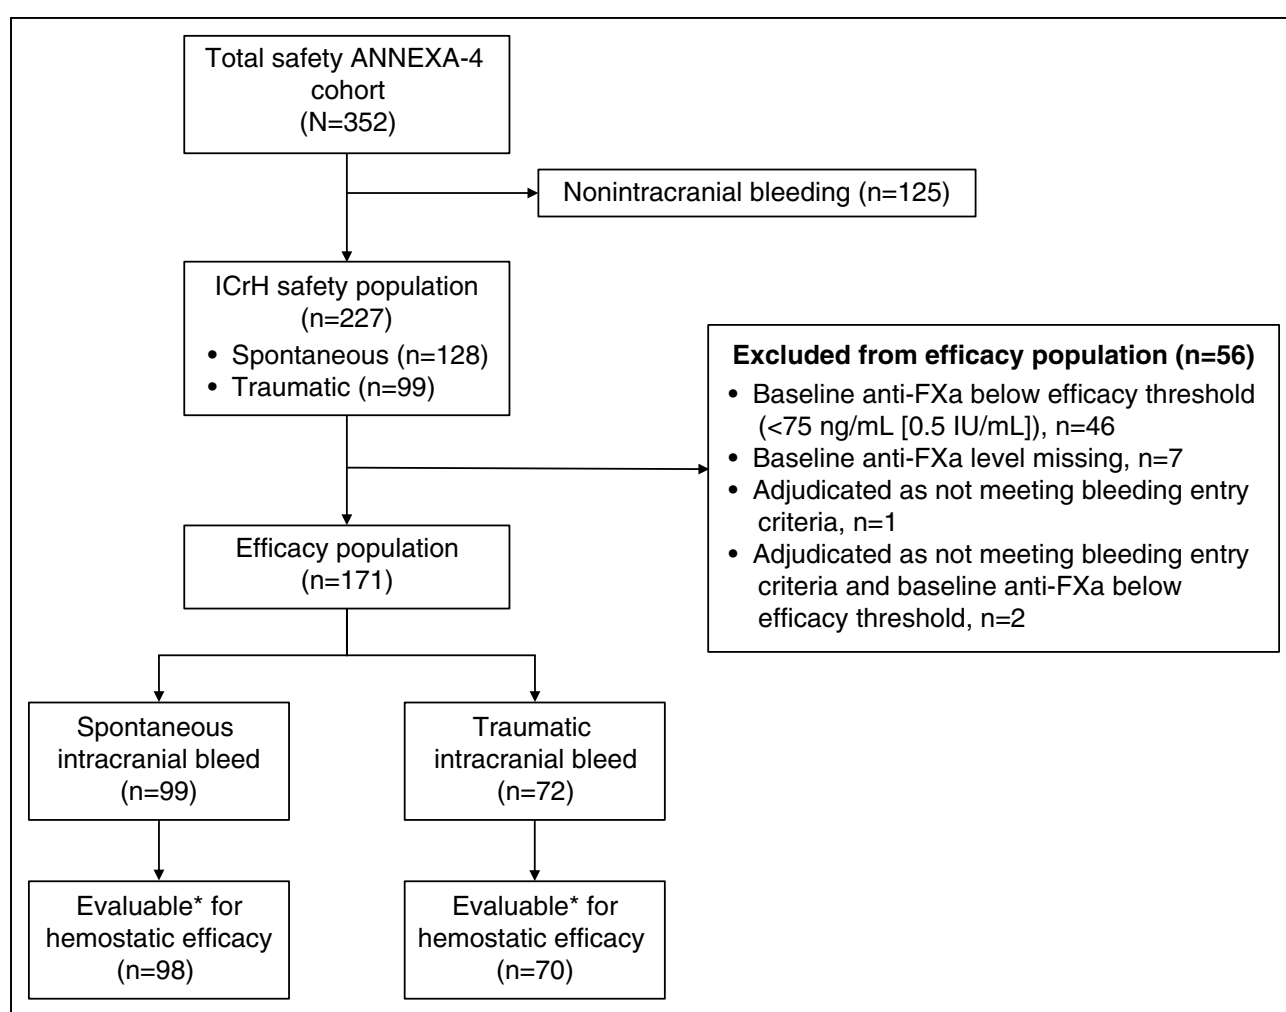 Total safety ANNEXA-4
cohort
(N=352)
Nonintracranial bleeding (n=125)
ICrH safety population
(n=227)
• Spontaneous (n=128)
• Traumatic (n=99)
Excluded from efficacy population (n=56)
• Baseline anti-FXa below efficacy threshold
(<75 ng/mL [0.5 IU/mL]), n=46
• Baseline anti-FXa level missing, n=7
• Adjudicated as not meeting bleeding entry
criteria, n=1
• Adjudicated as not meeting bleeding entry
criteria and baseline anti-FXa below
efficacy threshold, n=2
Efficacy population
(n=171)
Spontaneous
intracranial bleed
(n=99)
Traumatic
intracranial bleed
(n=72)
Evaluable* for
hemostatic efficacy
(n=98)
Evaluable* for
hemostatic efficacy
(n=70)